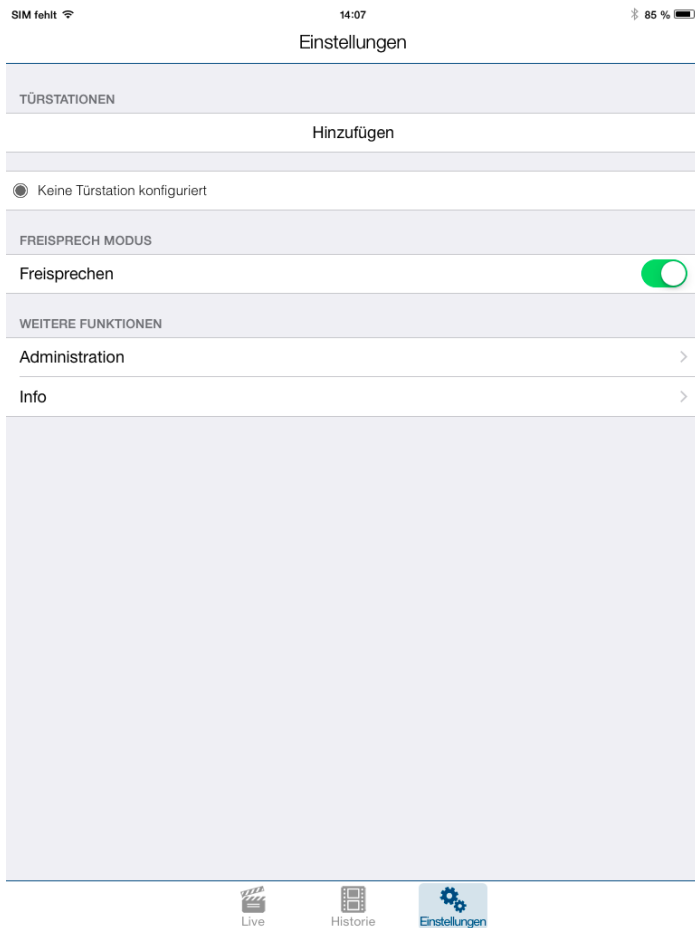 SIM fehlt 14:07 85 %
Einstellungen
TÜRSTATIONEN
Hinzufügen
Keine Türstation konfiguriert
FREISPRECH MODUS
Freisprechen
WEITERE FUNKTIONEN
Administration
Info
Live Historie Einstellungen